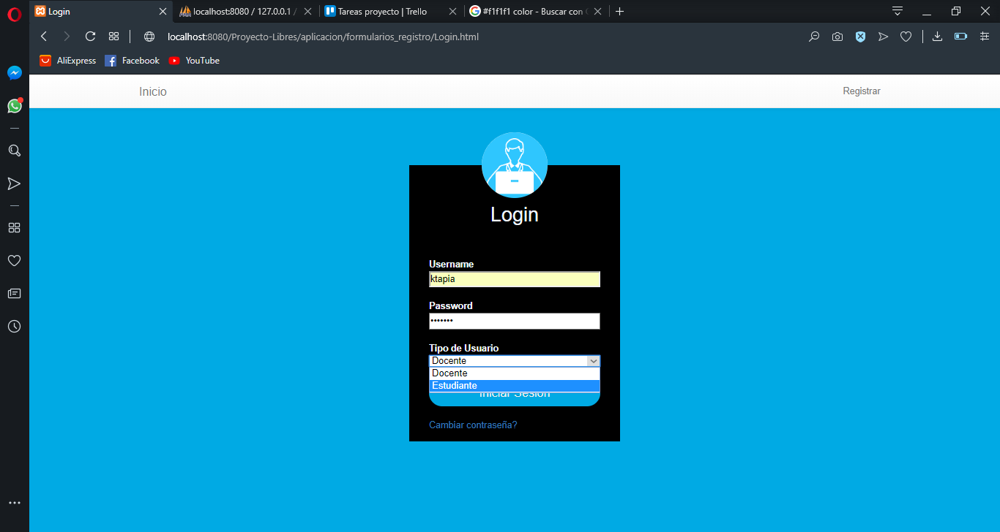 Login
localhost:8080 / 127.0.0.1 /
Tareas proyecto | Trello
#f1f1f1 color - Buscar con
localhost:8080/Proyecto-Libres/aplicacion/formularios_registro/Login.html
AliExpress
Facebook
YouTube
Inicio
Registrar
Login
Username
ktapia
Password
•••••••
Tipo de Usuario
Docente
Docente
Estudiante
Iniciar Sesion
Cambiar contraseña?